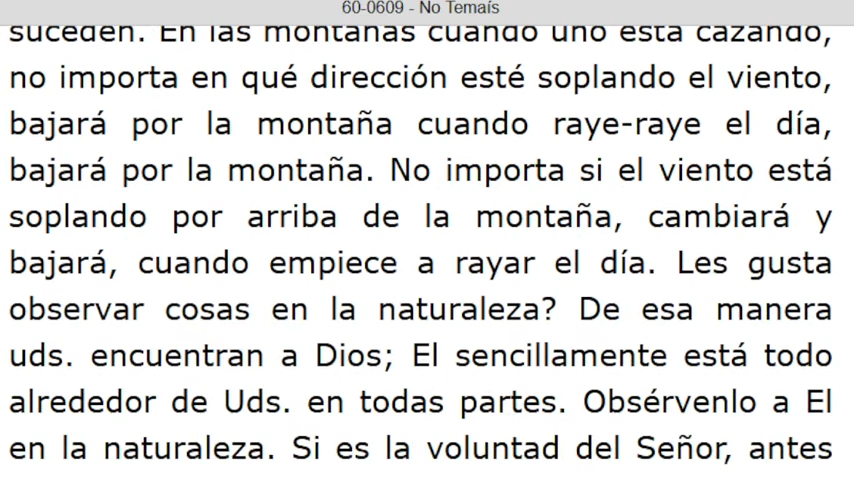 60-0609 - No Temaís
suceden. En las montañas cuando uno está cazando,
no importa en qué dirección esté soplando el viento,
bajará por la montaña cuando raye-raye el día,
bajará por la montaña. No importa si el viento está
soplando por arriba de la montaña, cambiará y
bajará, cuando empiece a rayar el día. Les gusta
observar cosas en la naturaleza? De esa manera
uds. encuentran a Dios; El sencillamente está todo
alrededor de Uds. en todas partes. Obsérvenlo a El
en la naturaleza. Si es la voluntad del Señor, antes